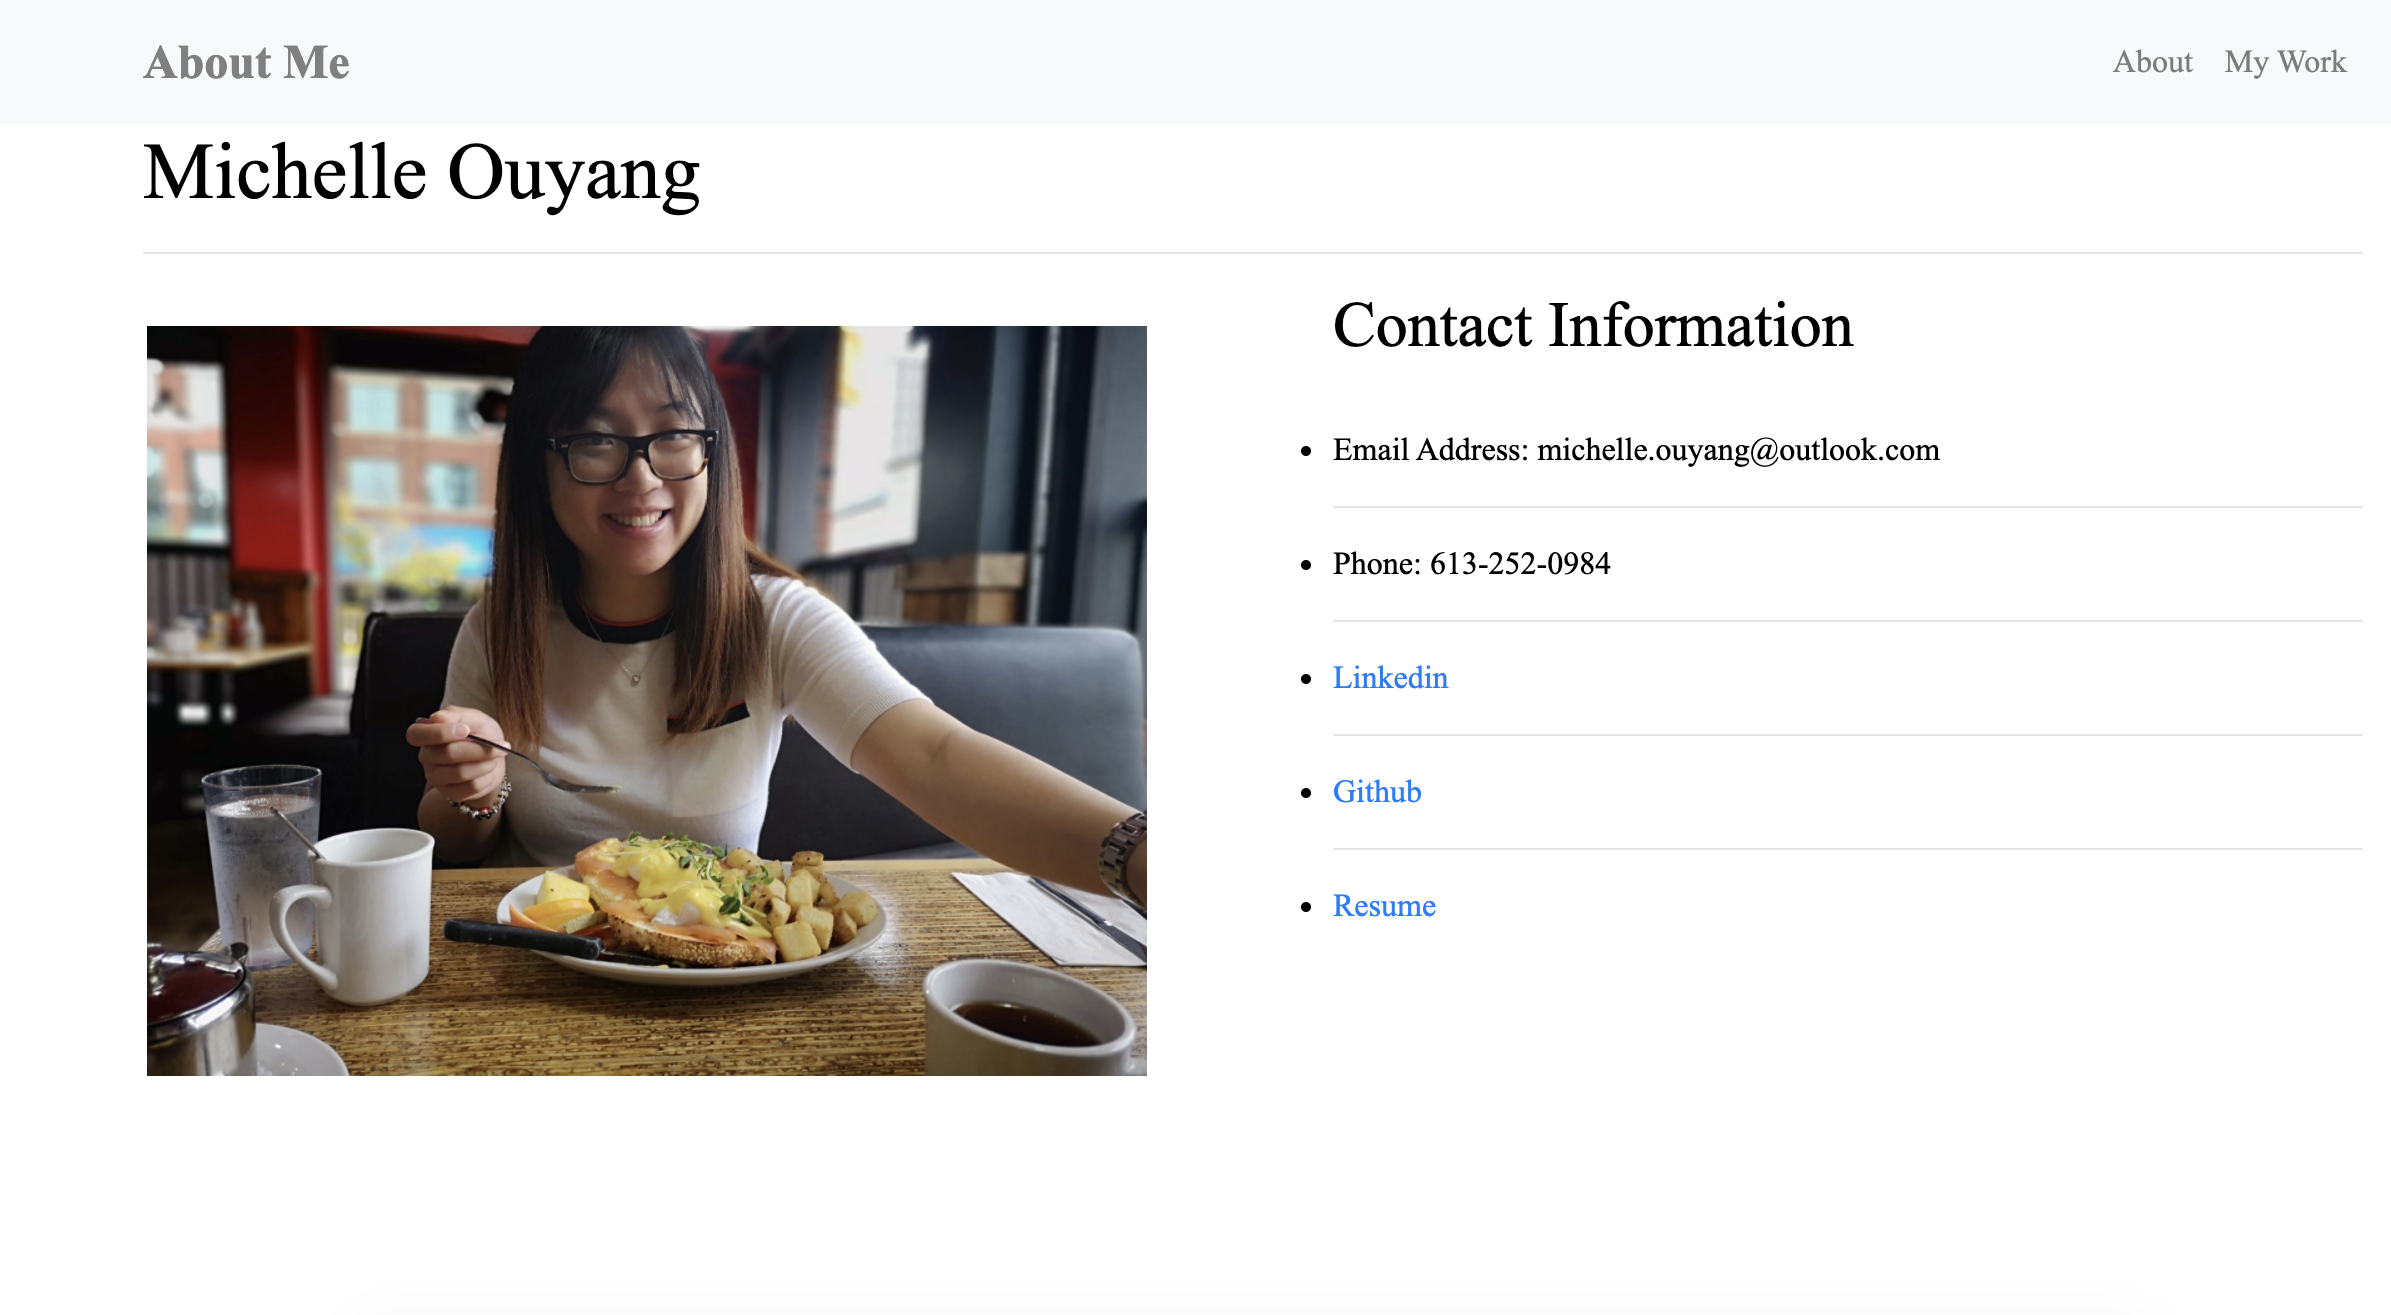 About Me
About
My Work
Michelle Ouyang
Contact Information
Email Address: michelle.ouyang@outlook.com
Phone: 613-252-0984
Linkedin
Github
Resume